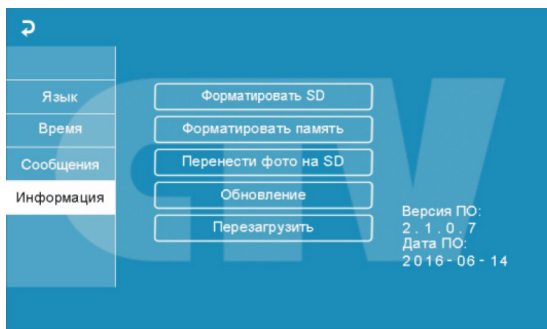 Язык
Время
Сообщения
Информация
Форматировать SD
Форматировать память
Перенести фото на SD
Обновление
Перезагрузить
Версия ПО:
2.1.0.7
Дата ПО:
2016-06-14